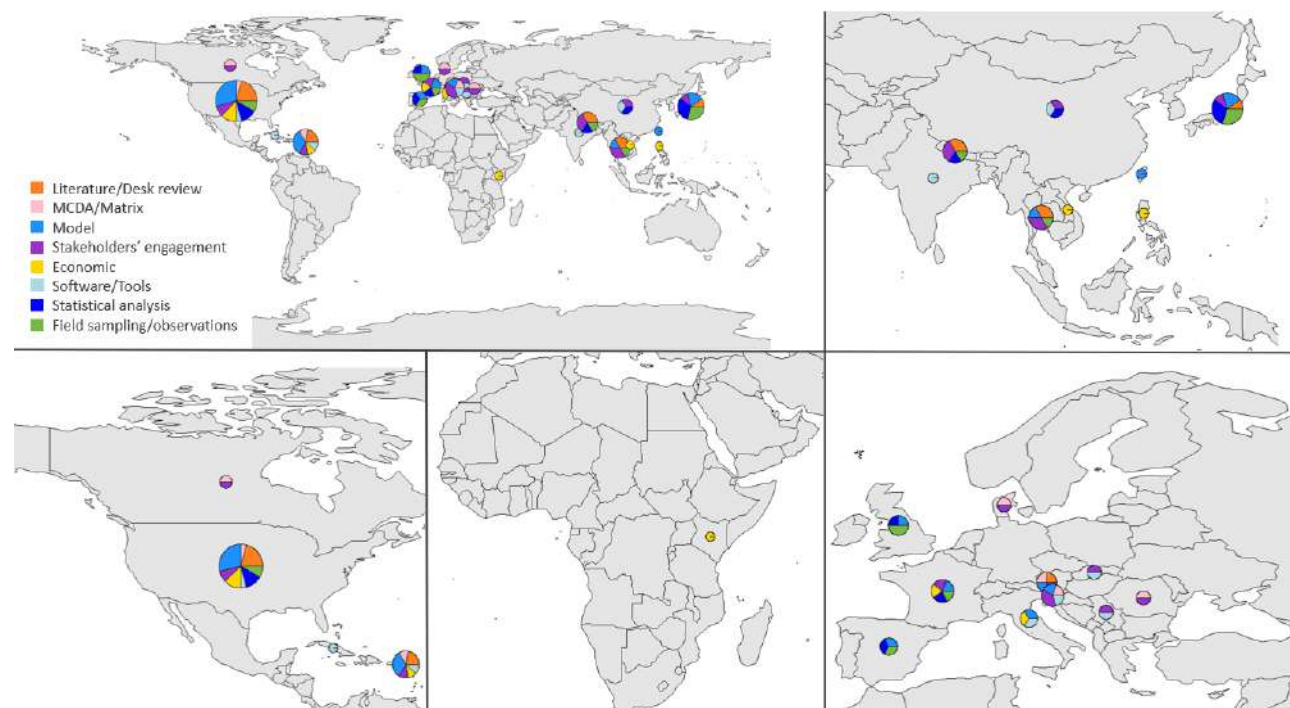 Literature/Desk review
MCDA/Matrix
Model
Stakeholders' engagement
Economic
Software/Tools
Statistical analysis
Field sampling/observations